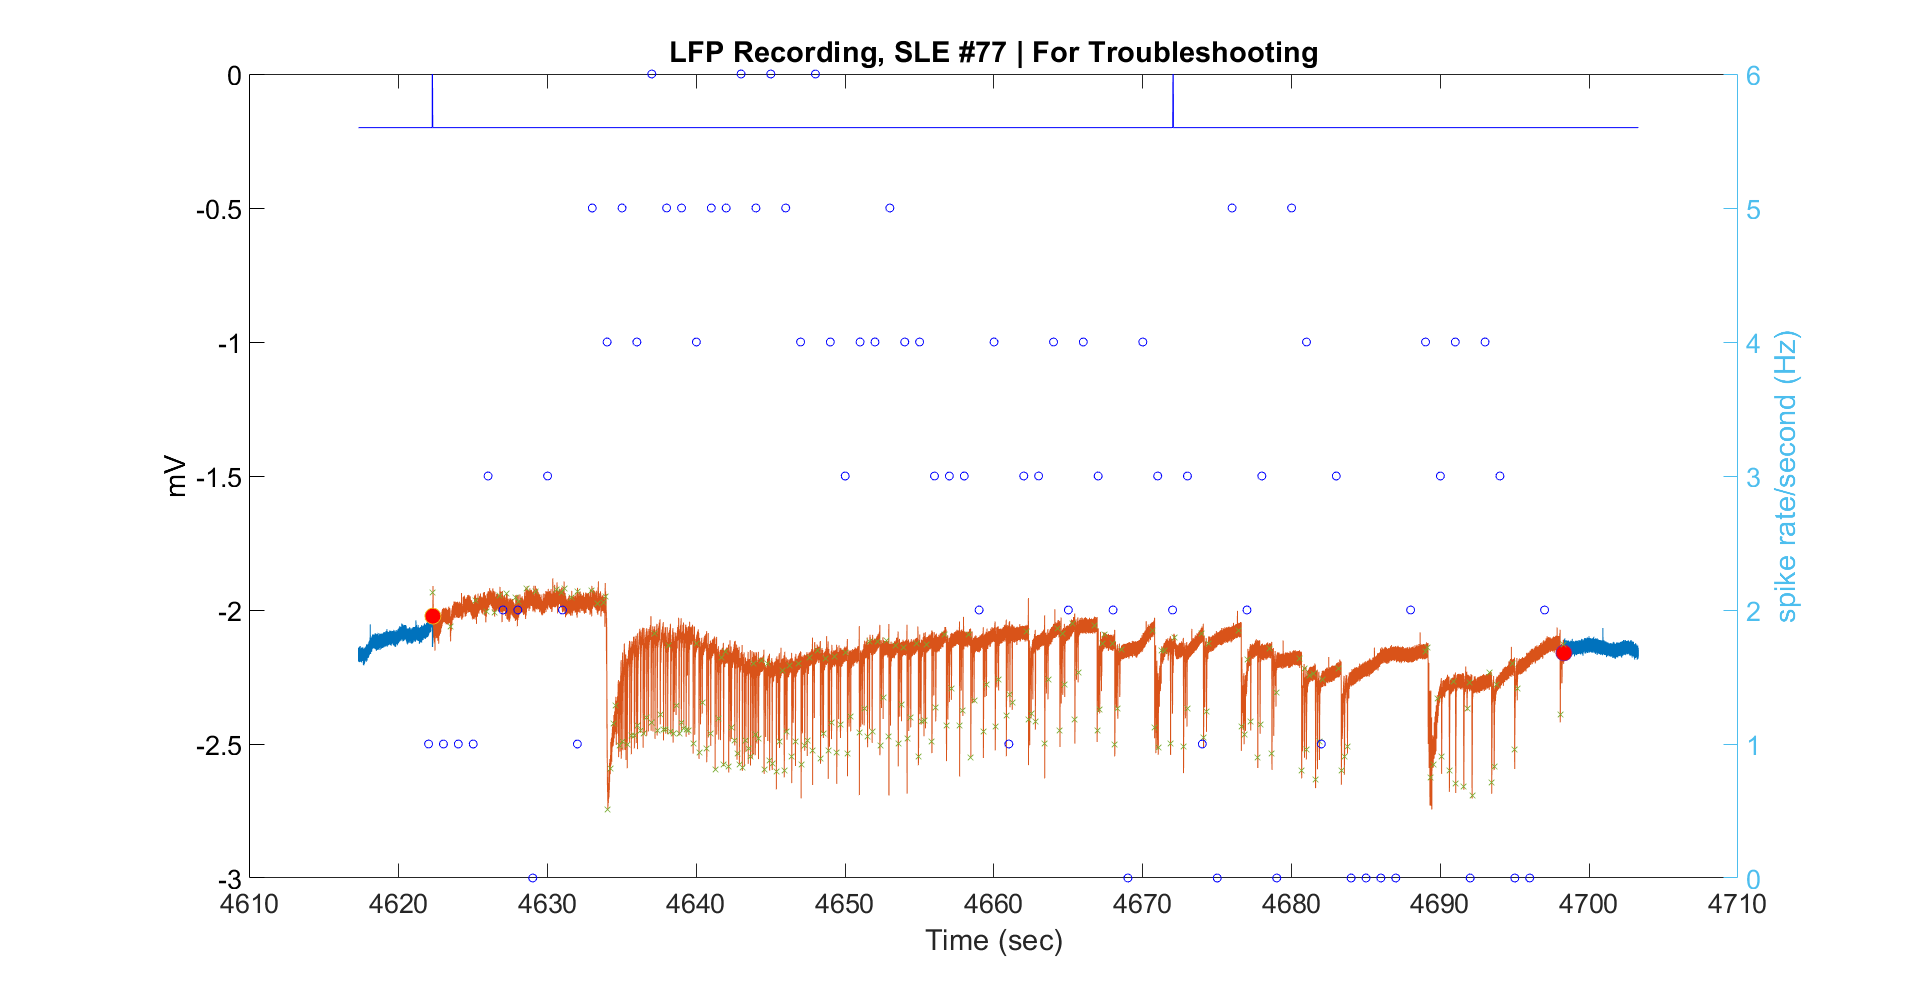 LFP Recording, SLE #77 | For Troubleshooting
0
-0.5
-1
-1.5
-2
-2.5
-3
mV
6
5
4
3
2
1
0
spike rate/second (Hz)
4610 4620 4630 4640 4650 4660 4670 4680 4690 4700 4710
Time (sec)